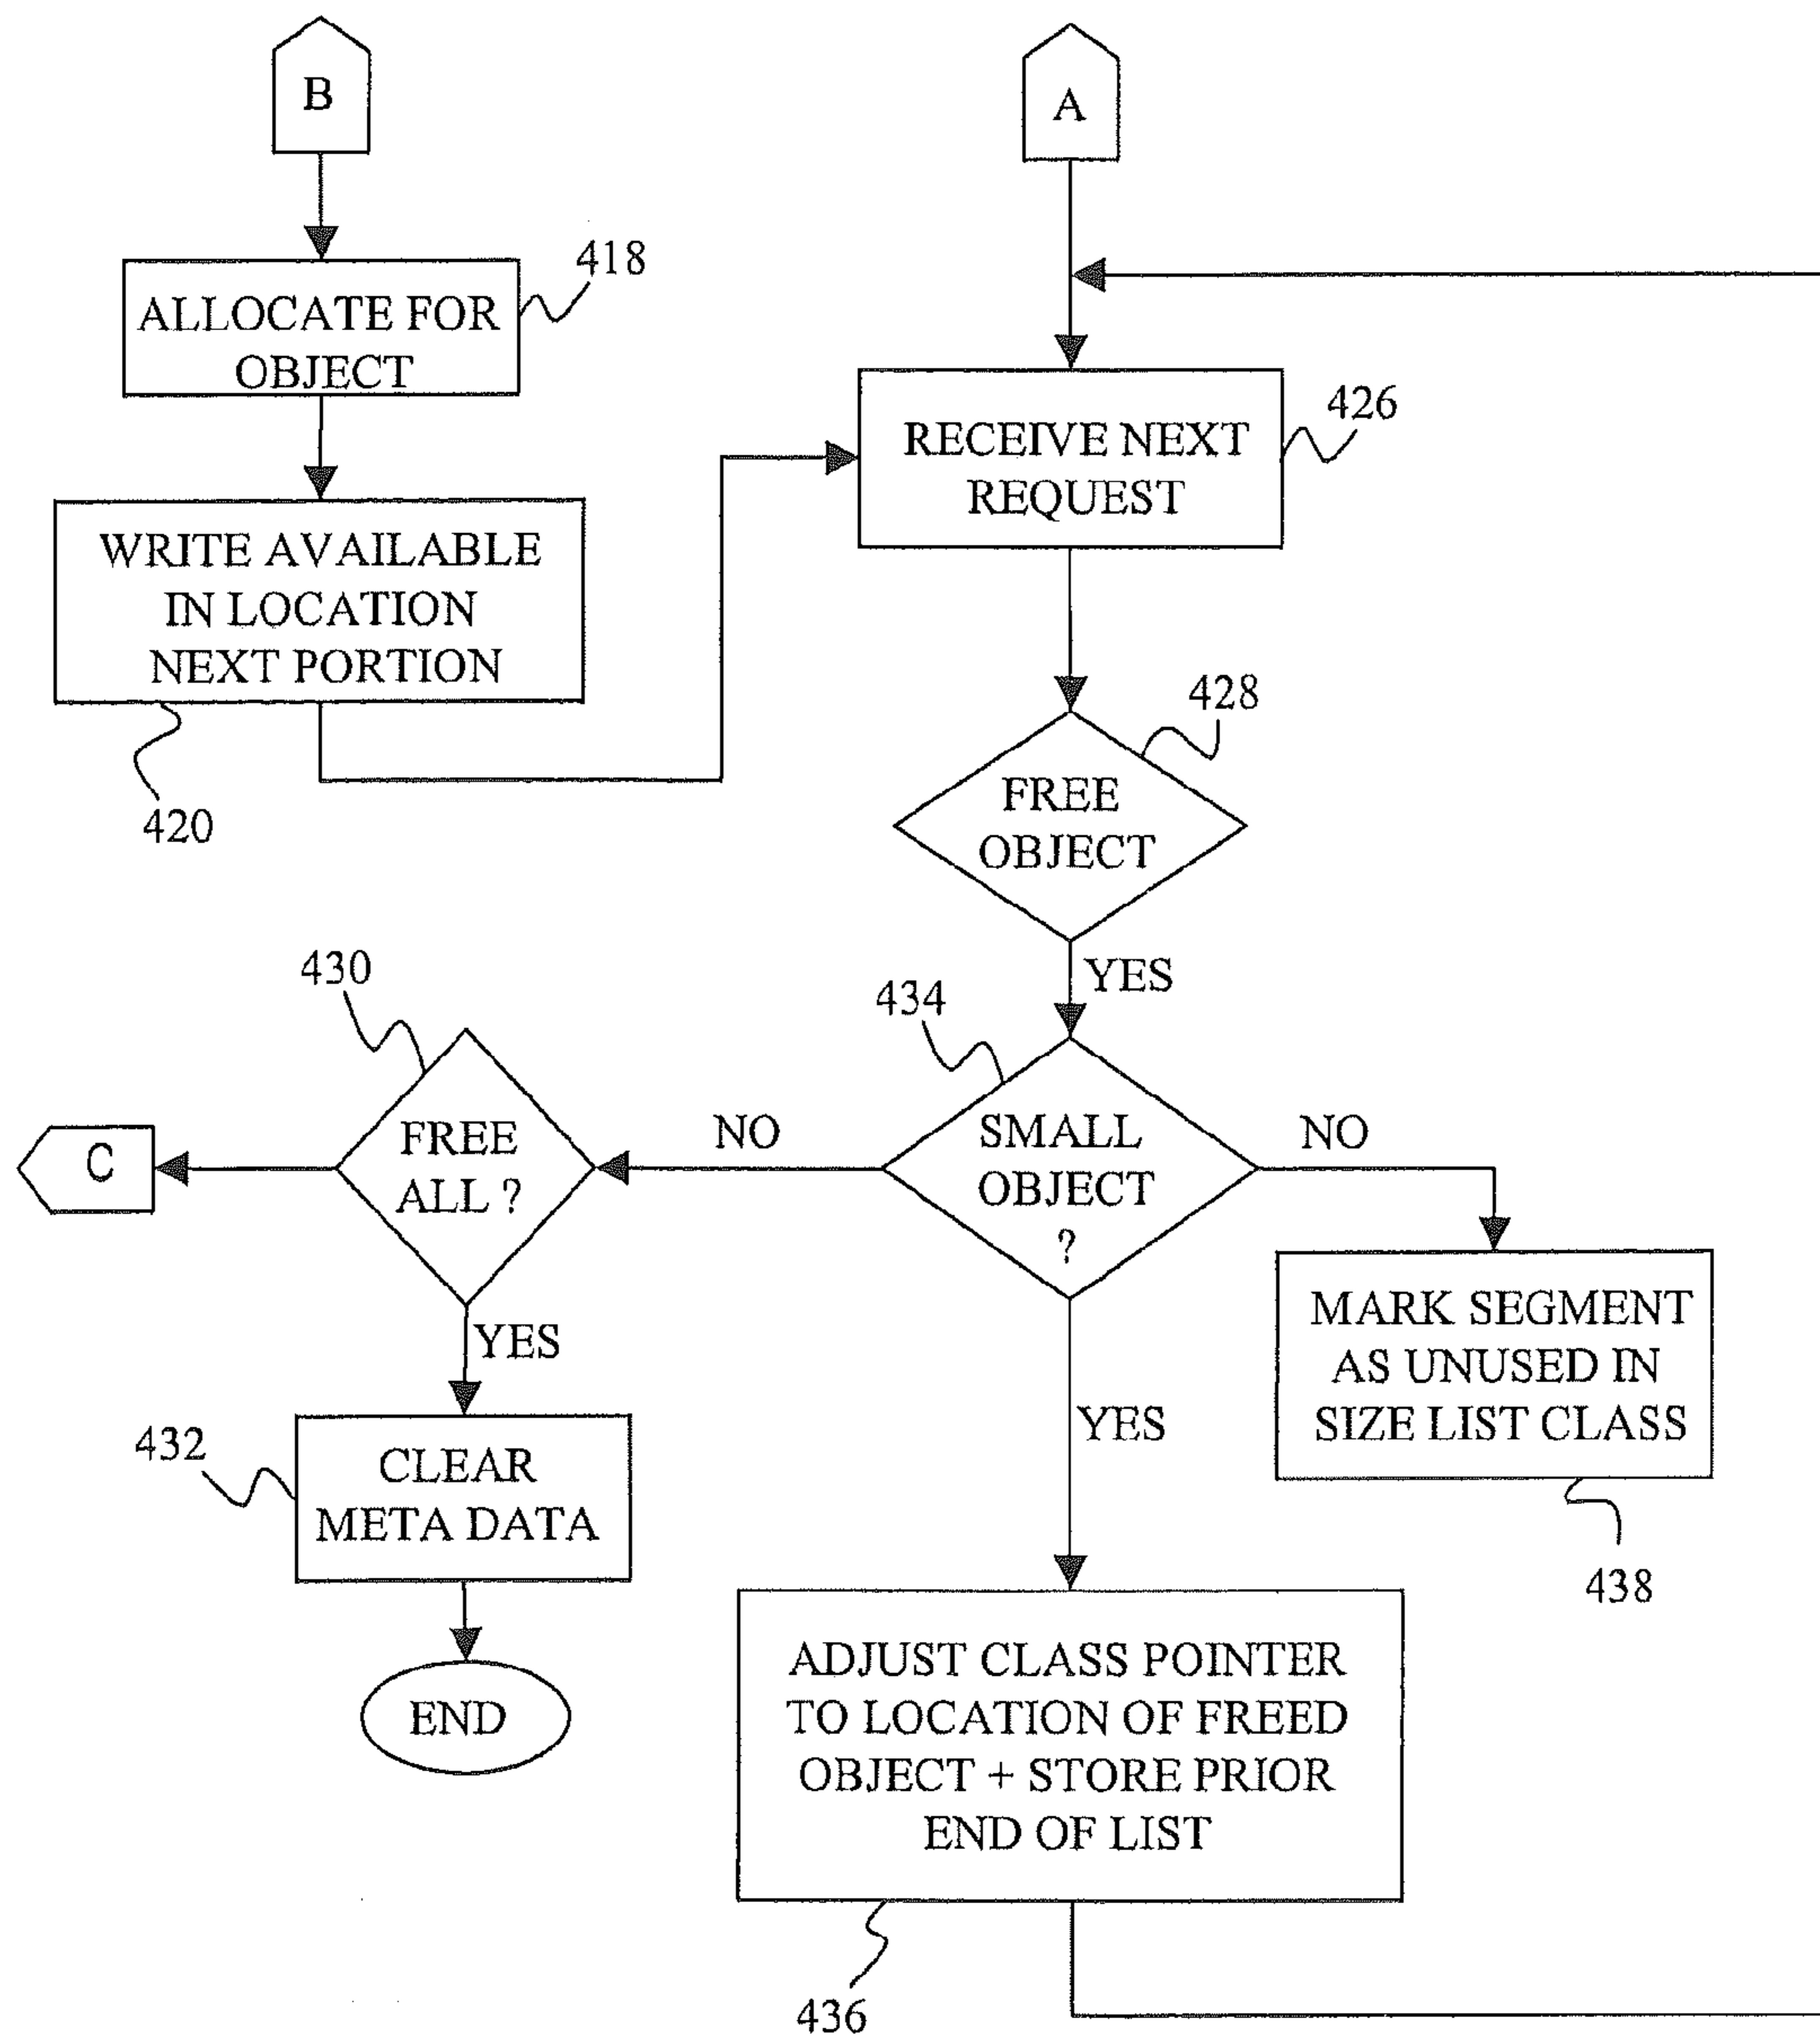 B
A
418
ALLOCATE FOR
OBJECT
426
RECEIVE NEXT
REQUEST
WRITE AVAILABLE
IN LOCATION
NEXT PORTION
420
428
FREE
OBJECT
YES
430
434
C
FREE
ALL ?
NO
SMALL
OBJECT
?
NO
YES
MARK SEGMENT
AS UNUSED IN
SIZE LIST CLASS
438
432
CLEAR
META DATA
YES
END
ADJUST CLASS POINTER
TO LOCATION OF FREED
OBJECT + STORE PRIOR
END OF LIST
436